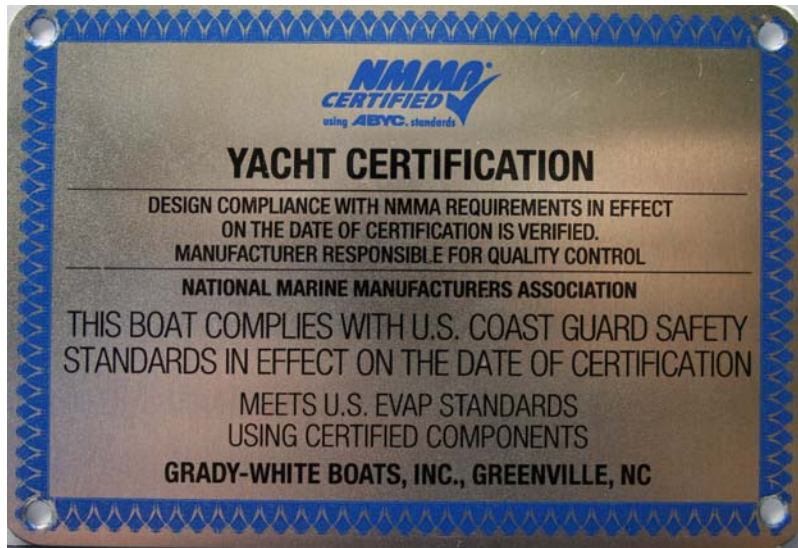 NMMA®
CERTIFIED
using ABYC. standards
YACHT CERTIFICATION
DESIGN COMPLIANCE WITH NMMA REQUIREMENTS IN EFFECT
ON THE DATE OF CERTIFICATION IS VERIFIED.
MANUFACTURER RESPONSIBLE FOR QUALITY CONTROL
NATIONAL MARINE MANUFACTURERS ASSOCIATION
THIS BOAT COMPLIES WITH U.S. COAST GUARD SAFETY
STANDARDS IN EFFECT ON THE DATE OF CERTIFICATION
MEETS U.S. EVAP STANDARDS
USING CERTIFIED COMPONENTS
GRADY-WHITE BOATS, INC., GREENVILLE, NC